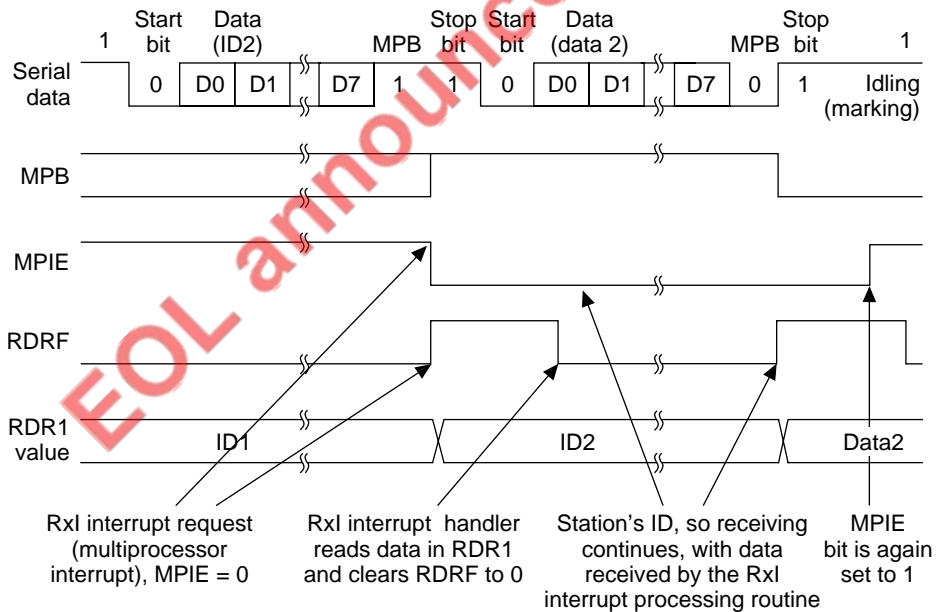 Start Data Stop Start Data Stop
1 bit (ID2) MPB bit bit (data 2) MPB bit 1
Serial data 0 D0 D1 D7 1 1 0 D0 D1 D7 0 1 Idling (marking)
MPB
MPIE
RDRF
RDR1 value ID1 ID2 Data2
RxI interrupt request
(multiprocessor
interrupt), MPIE = 0
RxI interrupt handler
reads data in RDR1
and clears RDRF to 0
Station's ID, so receiving
continues, with data
received by the RxI
interrupt processing routine
MPIE
bit is again
set to 1
EOL announc